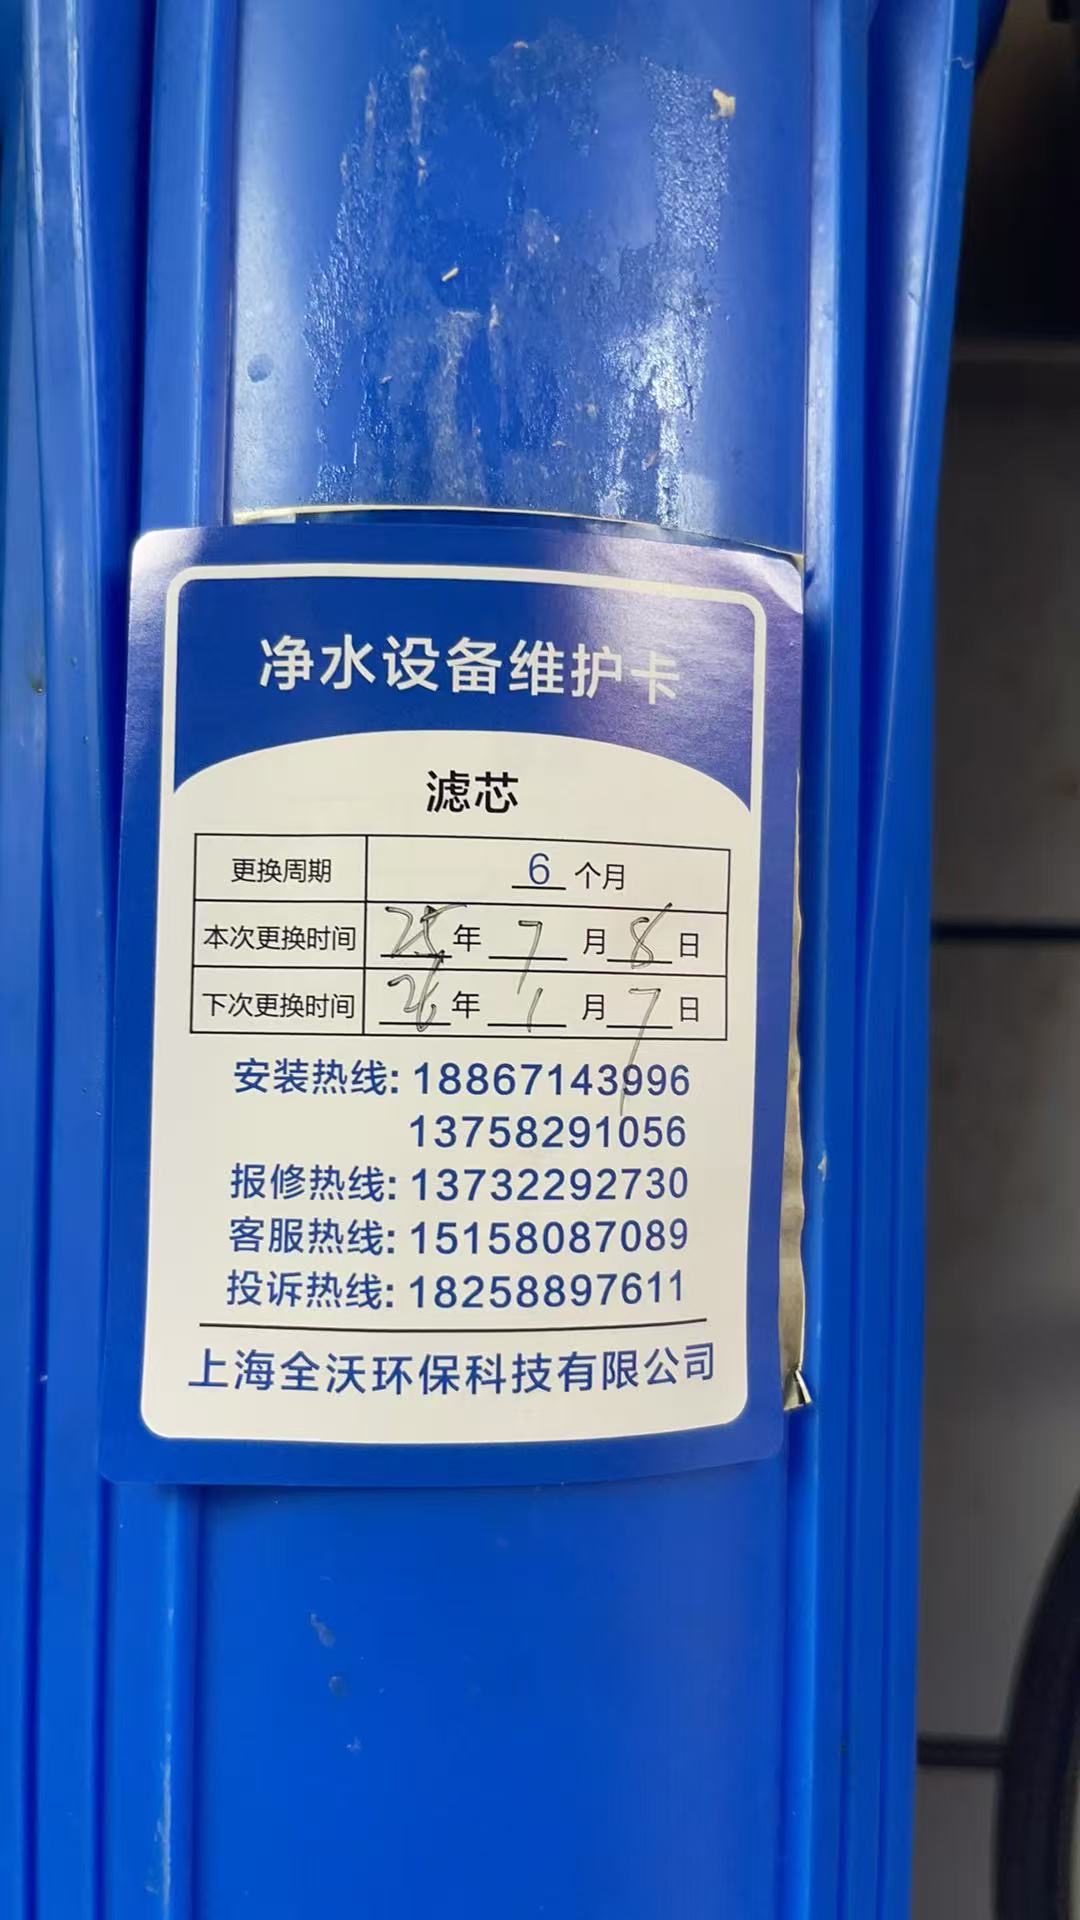 净水设备维护卡
滤芯
更换周期 6 个月
本次更换时间 25 年 7 月 8 日
下次更换时间 26 年 1 月 7 日
安装热线: 18867143996
13758291056
报修热线: 13732292730
客服热线: 15158087089
投诉热线: 18258897611
上海全沃环保科技有限公司